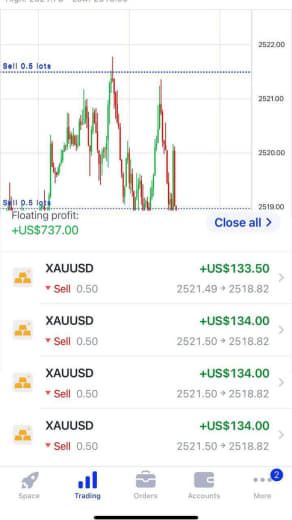 2522.00
Sell 0.5 lots
2521.00
2520.00
Sell 0.5 lots
2519.00
Floating profit:
+US$737.00
Close all >
XAUUSD
+US$133.50
Sell 0.50
2521.49 → 2518.82
XAUUSD
+US$134.00
Sell 0.50
2521.50 → 2518.82
XAUUSD
+US$134.00
Sell 0.50
2521.50 → 2518.82
XAUUSD
+US$134.00
Sell 0.50
2521.50 → 2518.82
2
Space
Trading
Orders
Accounts
More